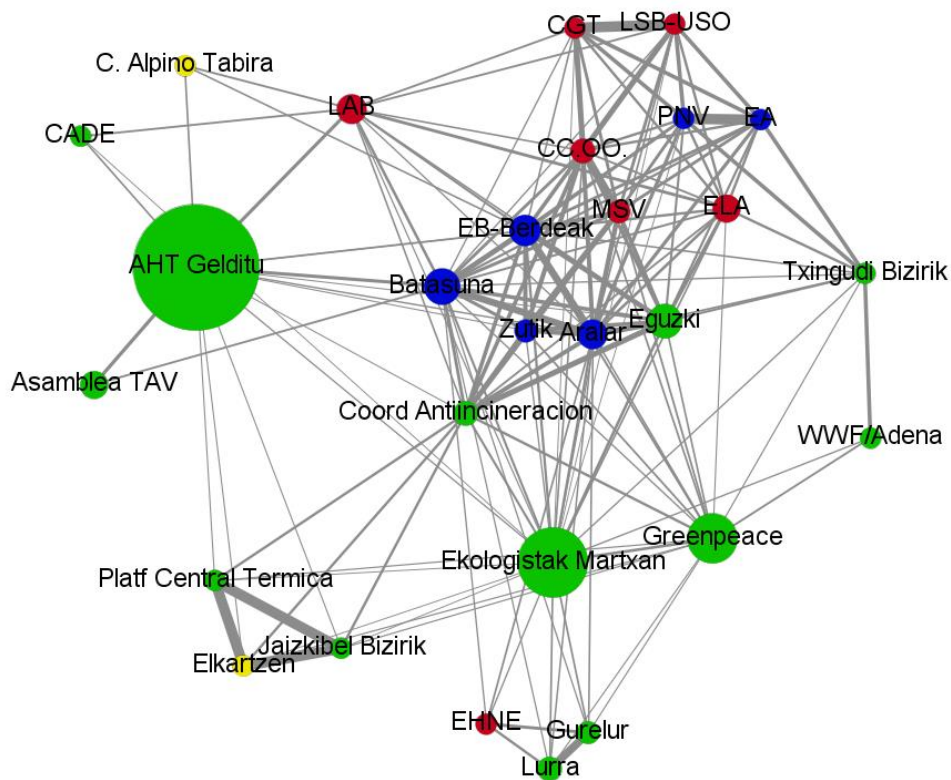 CGT
LSB-USO
C. Alpino Tabira
LAB
PNV
EA
CADE
CC.OO.
MSV
ELA
EB-Berdeak
AHT Gelditu
Txingudi Bizirik
Batasuna
Zutik
Aralar
Eguzki
Asamblea TAV
Coord Antiincineracion
WWF/Adena
Greenpeace
Ekologistak Martxan
Platf Central Termica
Jaizkibel Bizirik
Elkartzen
EHNE
Gurelur
Lurra